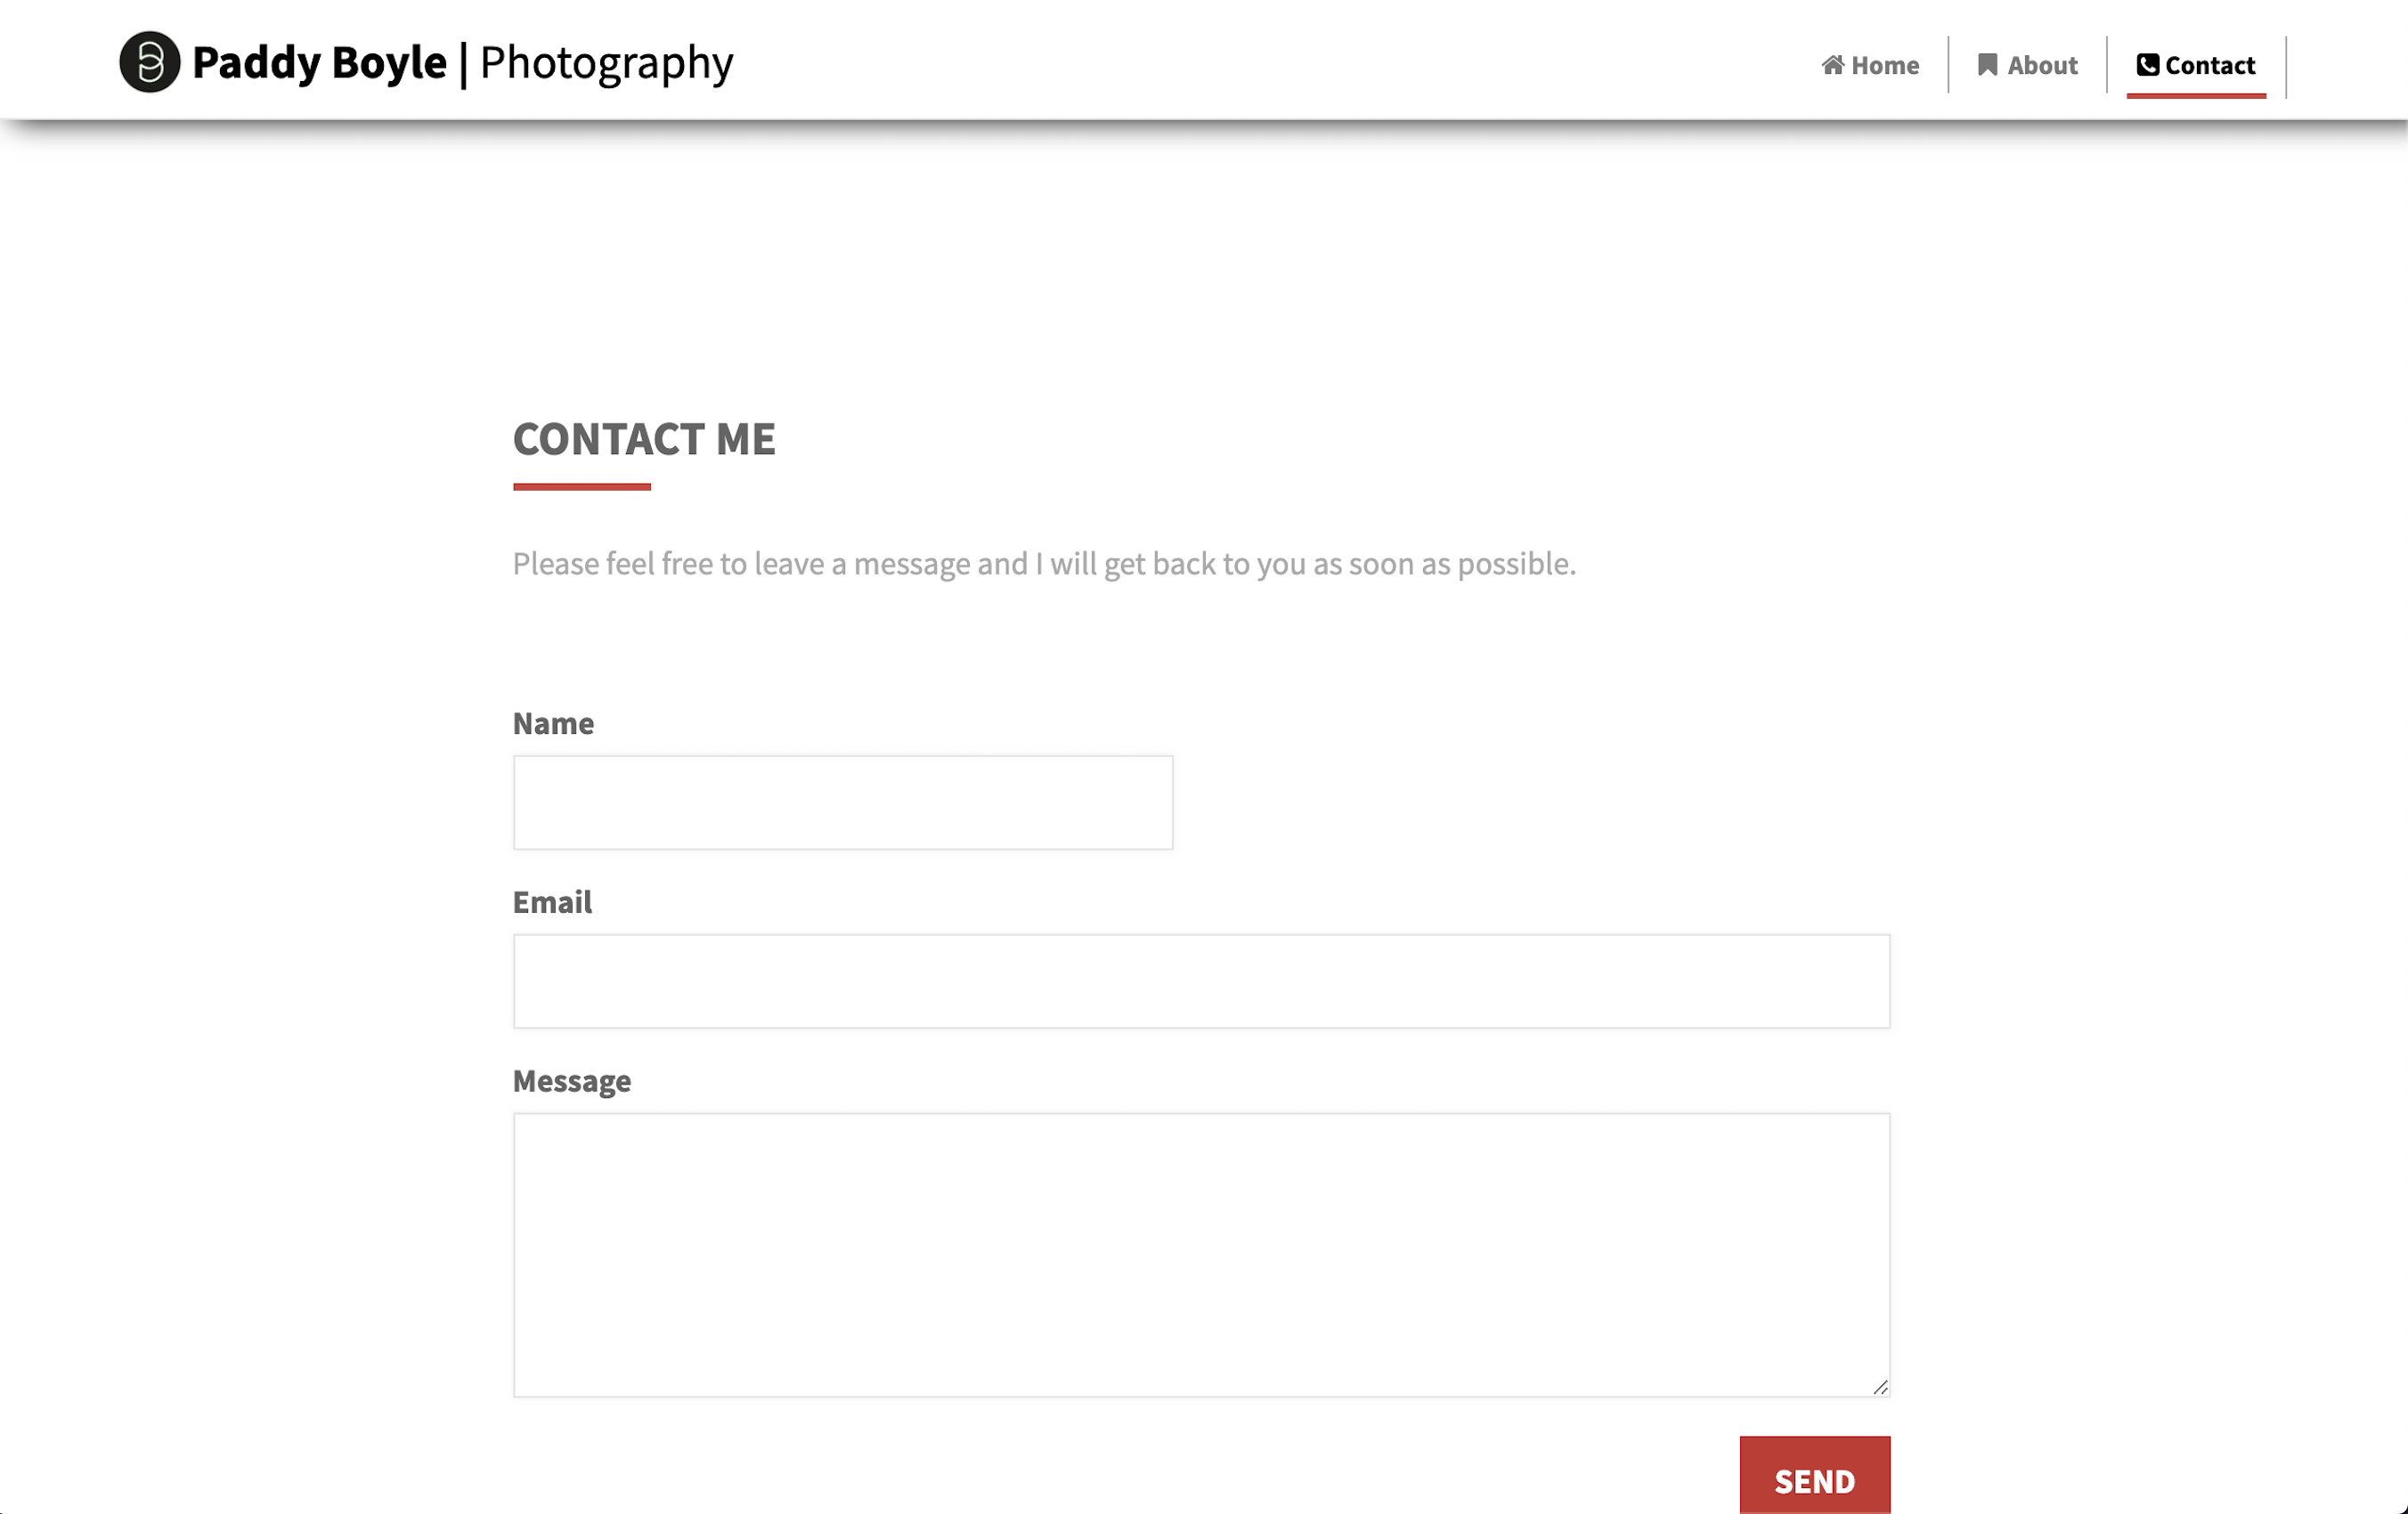 Paddy Boyle | Photography
Home
About
Contact
CONTACT ME
Please feel free to leave a message and I will get back to you as soon as possible.
Name
Email
Message
SEND